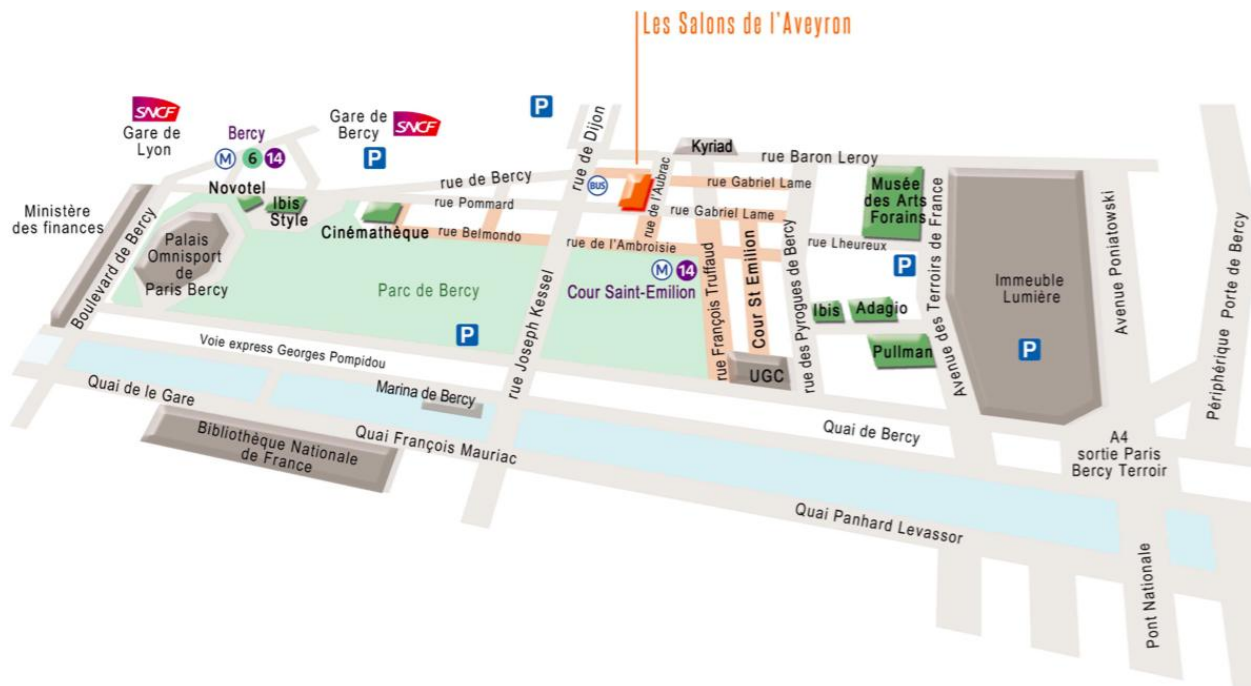 Les Salons de l'Aveyron
SNCF
Gare de
Lyon
Bercy
M 6 14
Gare de
Bercy
SNCF
P
P
rue de Dijon
Kyriad
rue Baron Leroy
rue de Bercy
BUS
rue de l'Aubrac
rue Gabriel Lame
Novotel
Ibis
Style
rue Pommard
rue Gabriel Lame
Musée
des Arts
Forains
Ministère
des finances
Boulevard de Bercy
Palais
Omnisport
de
Paris Bercy
Cinémathèque
rue Belmondo
rue de l'Ambroisie
rue Lheureux
P
M 14
Cour Saint-Emilion
Parc de Bercy
rue Joseph Kessel
rue François Truffaud
Cour St Emilion
rue des Pyrogues de Bercy
Avenue des Terroirs de France
Immeuble
Lumière
P
Avenue Poniatowski
Périphérique Porte de Bercy
Ibis
Adagio
Pullman
P
UGC
Voie express Georges Pompidou
Quai de le Gare
Marina de Bercy
Quai de Bercy
Bibliothèque Nationale
de France
Quai François Mauriac
A4
sortie Paris
Bercy Terroir
Quai Panhard Levassor
Pont Nationale